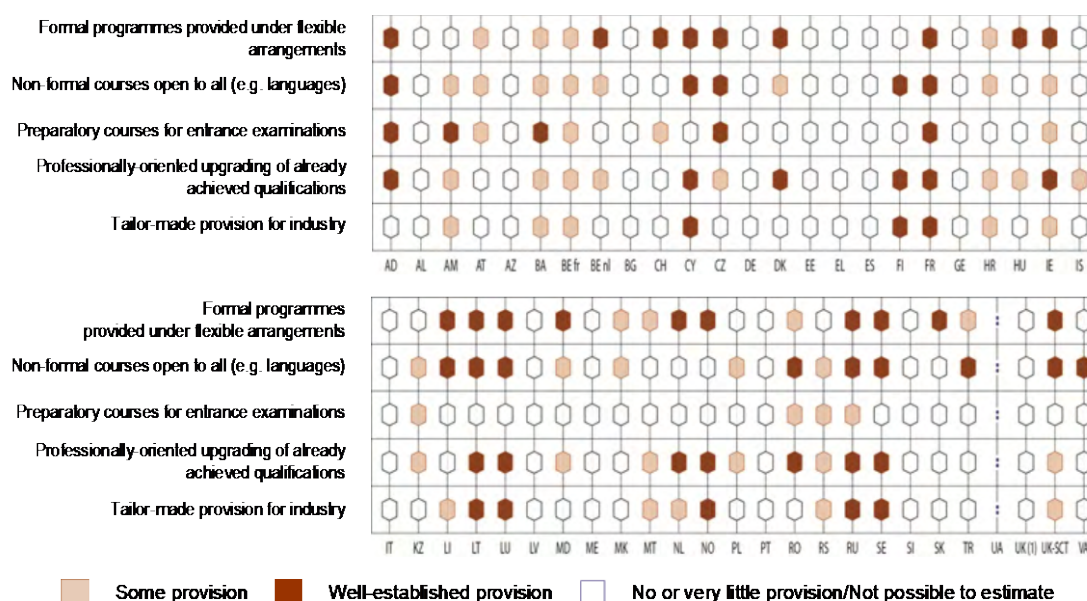 Formal programmes provided under flexible
arrangements
Non-formal courses open to all (e.g. languages)
Preparatory courses for entrance examinations
Professionally-oriented upgrading of already
achieved qualifications
Tailor-made provision for industry
AD AL AM AT AZ BA BE fr BE nl BG CH CY CZ DE DK EE EL ES FI FR GE HR HU IE IS
Formal programmes
provided under flexible arrangements
Non-formal courses open to all (e.g. languages)
Preparatory courses for entrance examinations
Professionally-oriented upgrading of already
achieved qualifications
Tailor-made provision for industry
IT KZ LI LT LU LV MD ME MK MT NL NO PL PT RO RS RU SE SI SK TR UA UK (1) UK-SCT VA
Some provision Well-established provision No or very little provision/Not possible to estimate